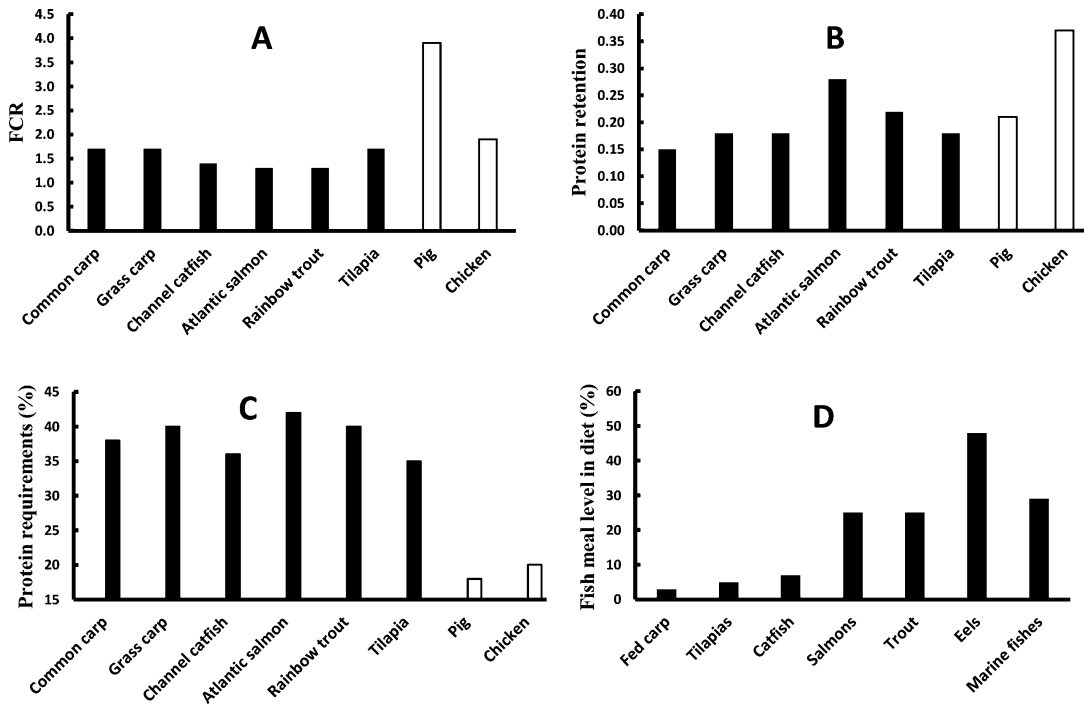 A
FCR
4.5
4.0
3.5
3.0
2.5
2.0
1.5
1.0
0.5
0.0
Common carp
Grass carp
Channel catfish
Atlantic salmon
Rainbow trout
Tilapia
Pig
Chicken
B
Protein retention
0.40
0.35
0.30
0.25
0.20
0.15
0.10
0.05
0.00
Common carp
Grass carp
Channel catfish
Atlantic salmon
Rainbow trout
Tilapia
Pig
Chicken
C
Protein requirements (%)
45
40
35
30
25
20
15
Common carp
Grass carp
Channel catfish
Atlantic salmon
Rainbow trout
Tilapia
Pig
Chicken
D
Fish meal level in diet (%)
60
50
40
30
20
10
0
Fed carp
Tilapias
Catfish
Salmons
Trout
Eels
Marine fishes